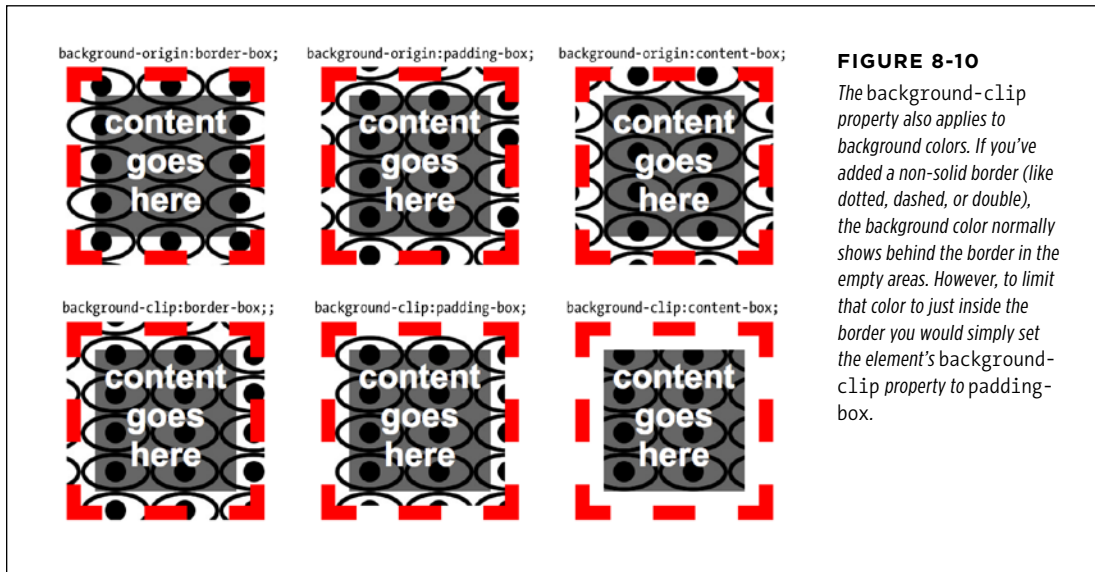 background-origin:border-box;
background-origin:padding-box;
background-origin:content-box;
content
goes
here
content
goes
here
content
goes
here
background-clip:border-box;;
background-clip:padding-box;
background-clip:content-box;
content
goes
here
content
goes
here
content
goes
here
FIGURE 8-10
The background-clip
property also applies to
background colors. If you’ve
added a non-solid border (like
dotted, dashed, or double),
the background color normally
shows behind the border in the
empty areas. However, to limit
that color to just inside the
border you would simply set
the element’s background-
clip property to padding-
box.